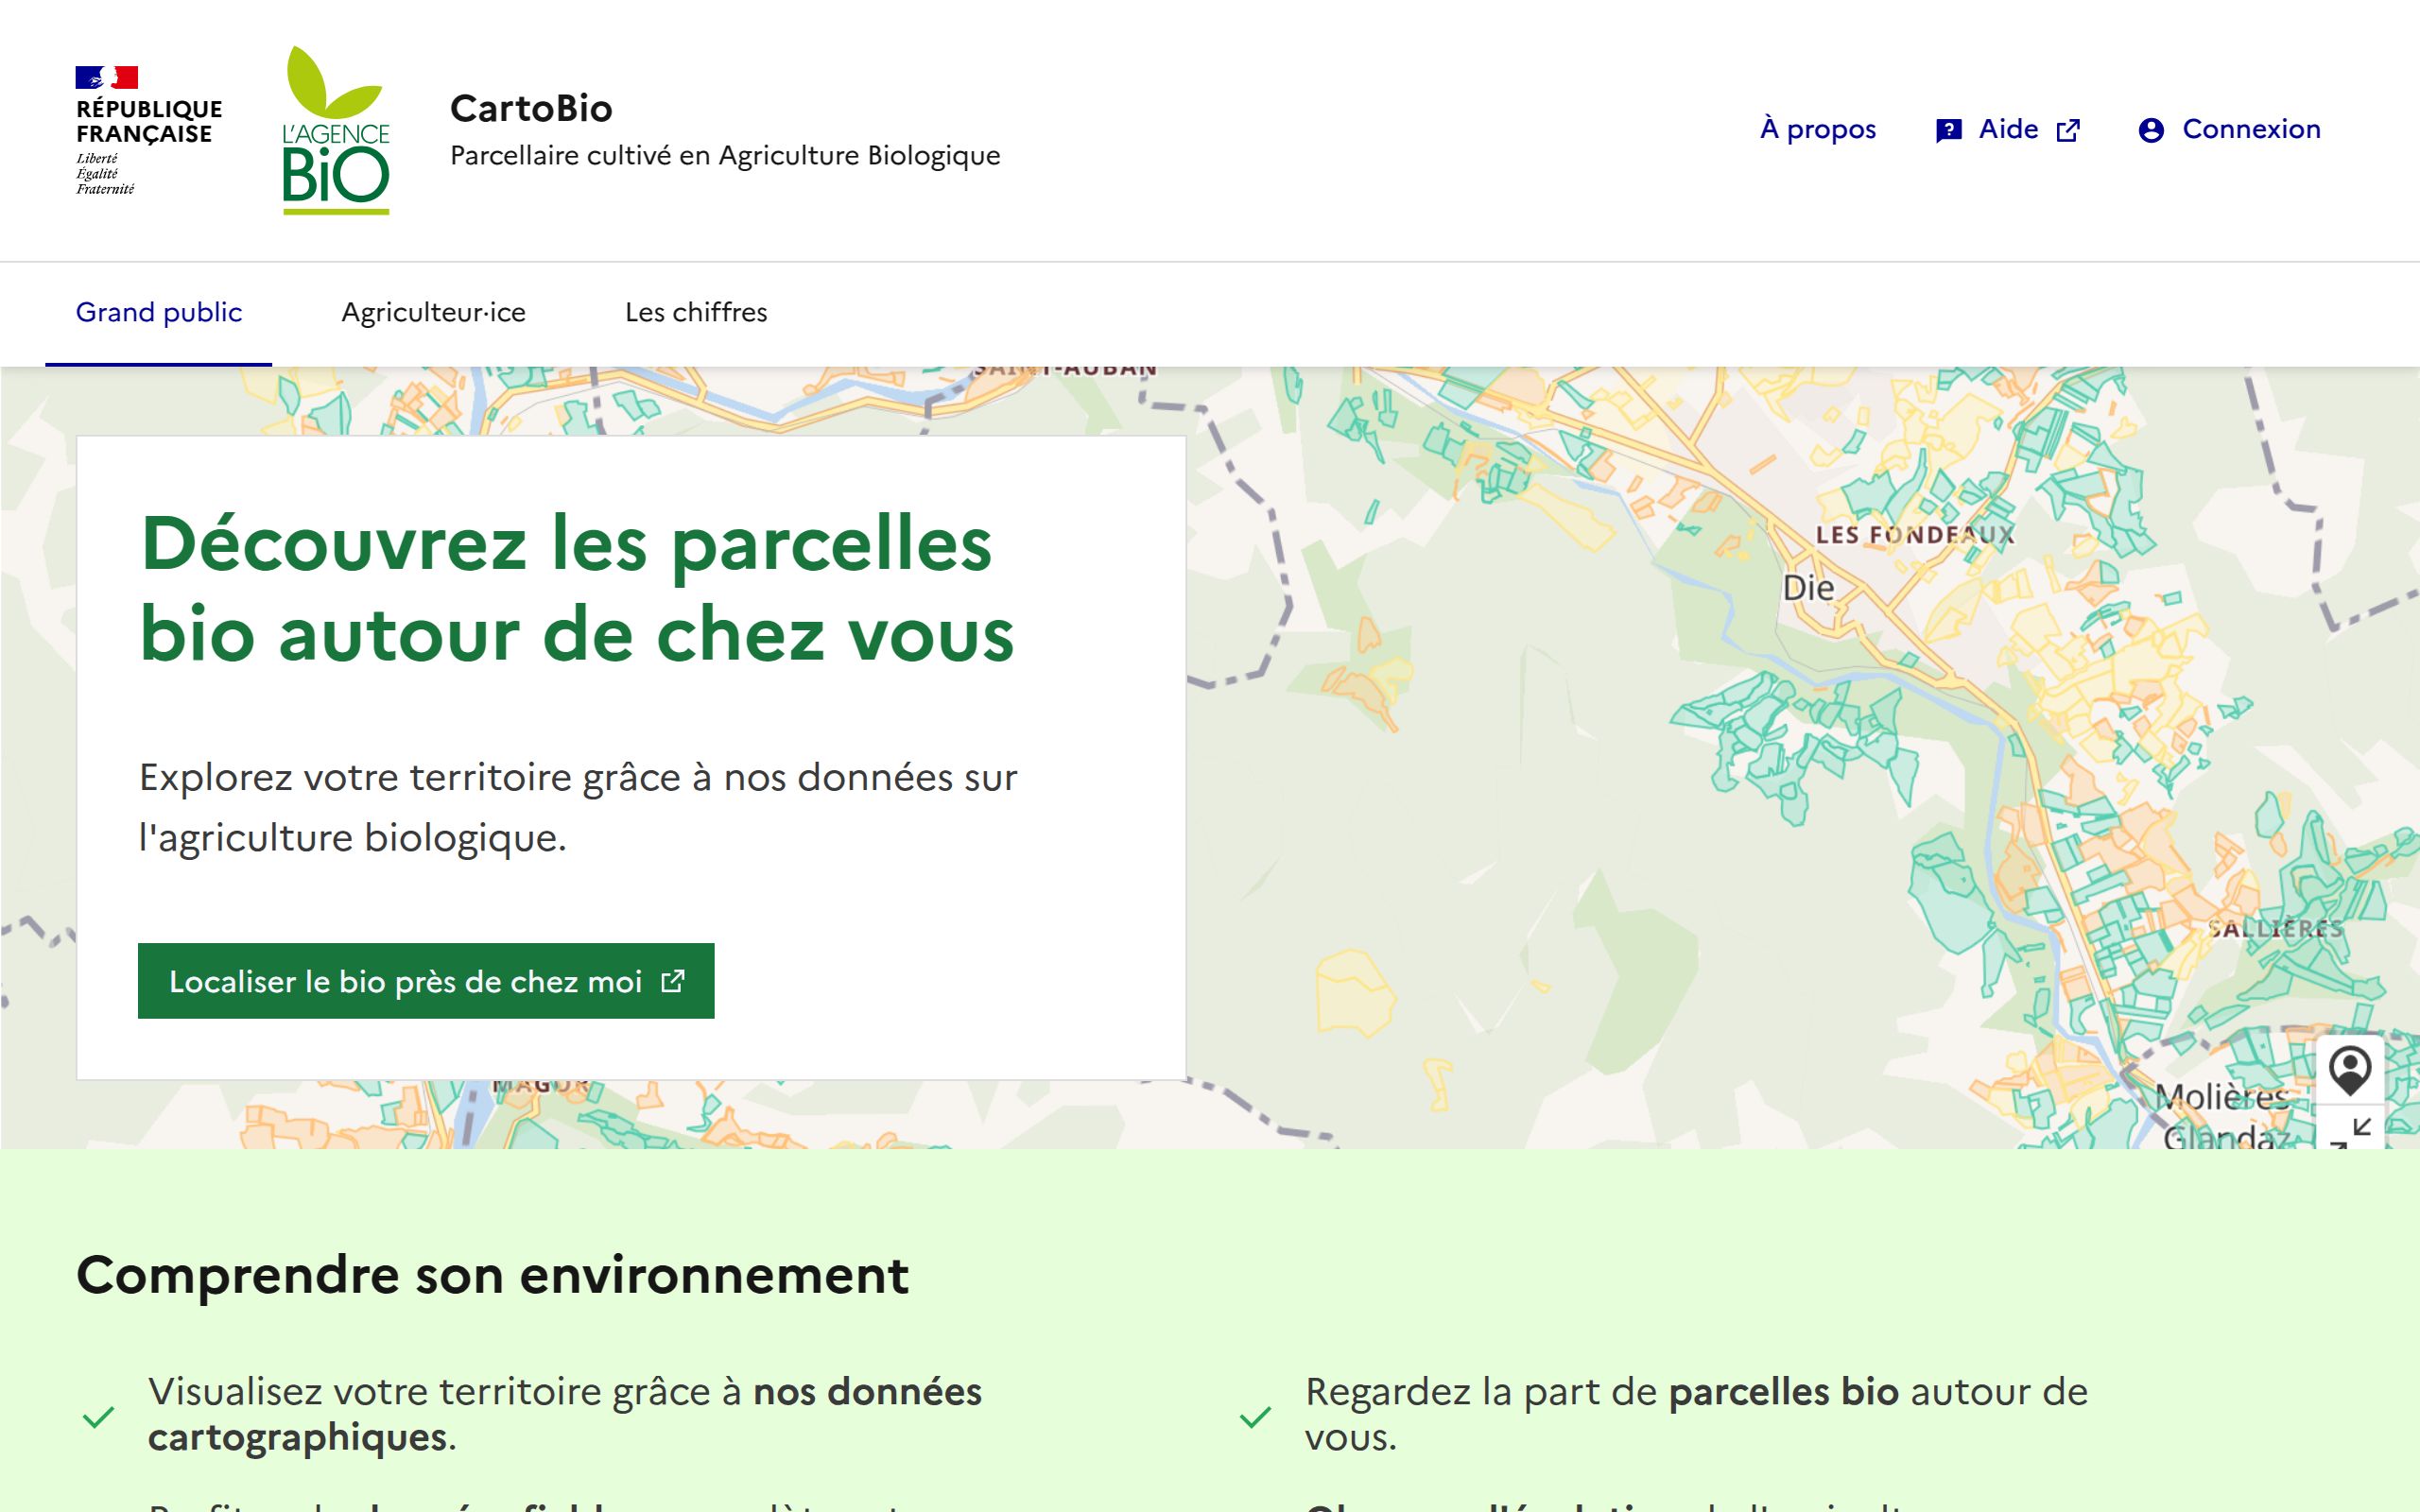 RÉPUBLIQUE
FRANÇAISE
Liberté
Égalité
Fraternité
L'AGENCE
BiO
CartoBio
Parcellaire cultivé en Agriculture Biologique
À propos
Aide
Connexion
Grand public
Agriculteur·ice
Les chiffres
SAINT-AUBAN
Découvrez les parcelles
bio autour de chez vous
Explorez votre territoire grâce à nos données sur
l'agriculture biologique.
Localiser le bio près de chez moi
LES FONDEAUX
Die
SALLIÈRES
MAGOR
Molières
Glandaz
Comprendre son environnement
Visualisez votre territoire grâce à nos données
cartographiques.
Regardez la part de parcelles bio autour de
vous.